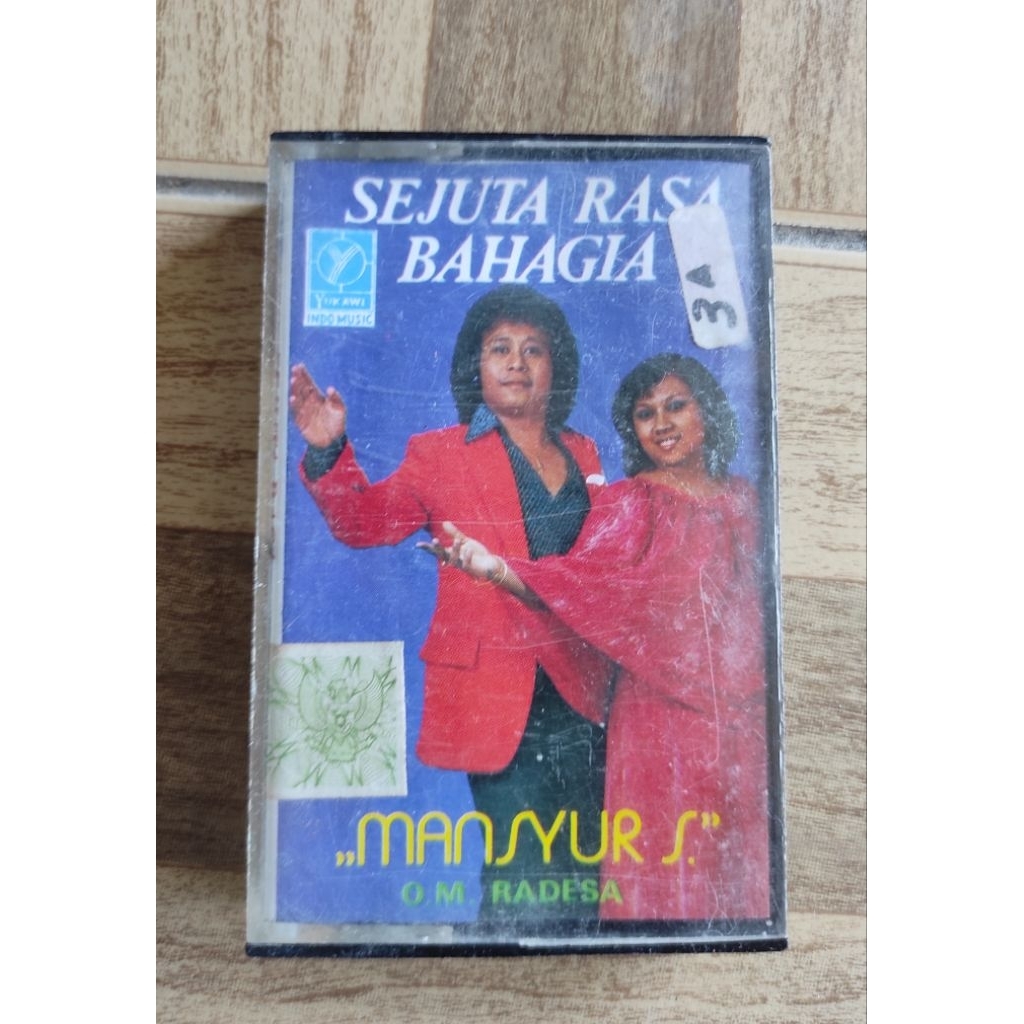 SEJUTA RASA
BAHAGIA
YUKAWI
INDO MUSIC
3A
„MANSYUR S.”
O.M. RADESA